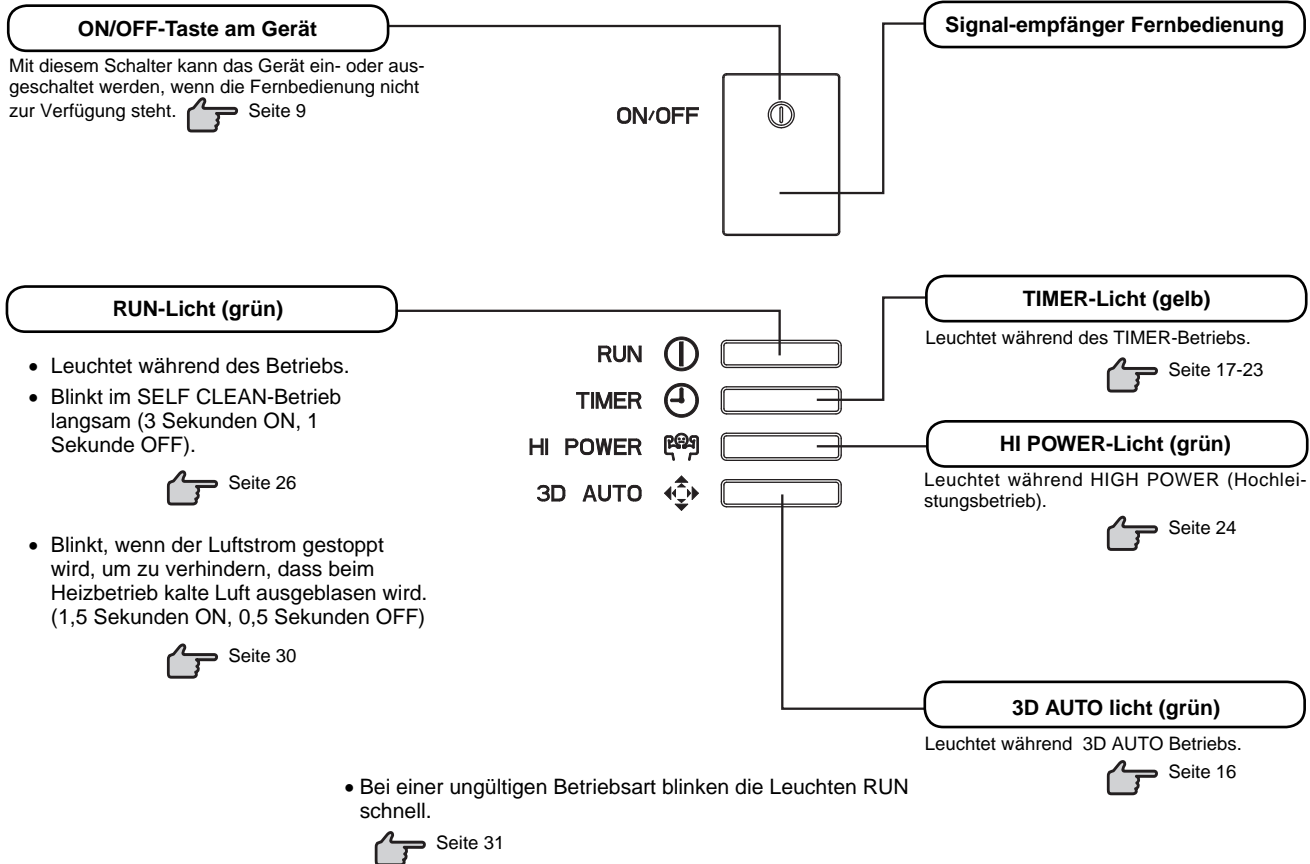 ON/OFF-Taste am Gerät
Mit diesem Schalter kann das Gerät ein- oder aus-
geschaltet werden, wenn die Fernbedienung nicht
zur Verfügung steht. Seite 9
Signal-empfänger Fernbedienung
ON/OFF
RUN-Licht (grün)
• Leuchtet während des Betriebs.
• Blinkt im SELF CLEAN-Betrieb
langsam (3 Sekunden ON, 1
Sekunde OFF).
Seite 26
• Blinkt, wenn der Luftstrom gestoppt
wird, um zu verhindern, dass beim
Heizbetrieb kalte Luft ausgeblasen wird.
(1,5 Sekunden ON, 0,5 Sekunden OFF)
Seite 30
RUN
TIMER
HI POWER
3D AUTO
TIMER-Licht (gelb)
Leuchtet während des TIMER-Betriebs.
Seite 17-23
HI POWER-Licht (grün)
Leuchtet während HIGH POWER (Hochlei-
stungsbetrieb).
Seite 24
3D AUTO licht (grün)
Leuchtet während 3D AUTO Betriebs.
Seite 16
• Bei einer ungültigen Betriebsart blinken die Leuchten RUN
schnell.
Seite 31